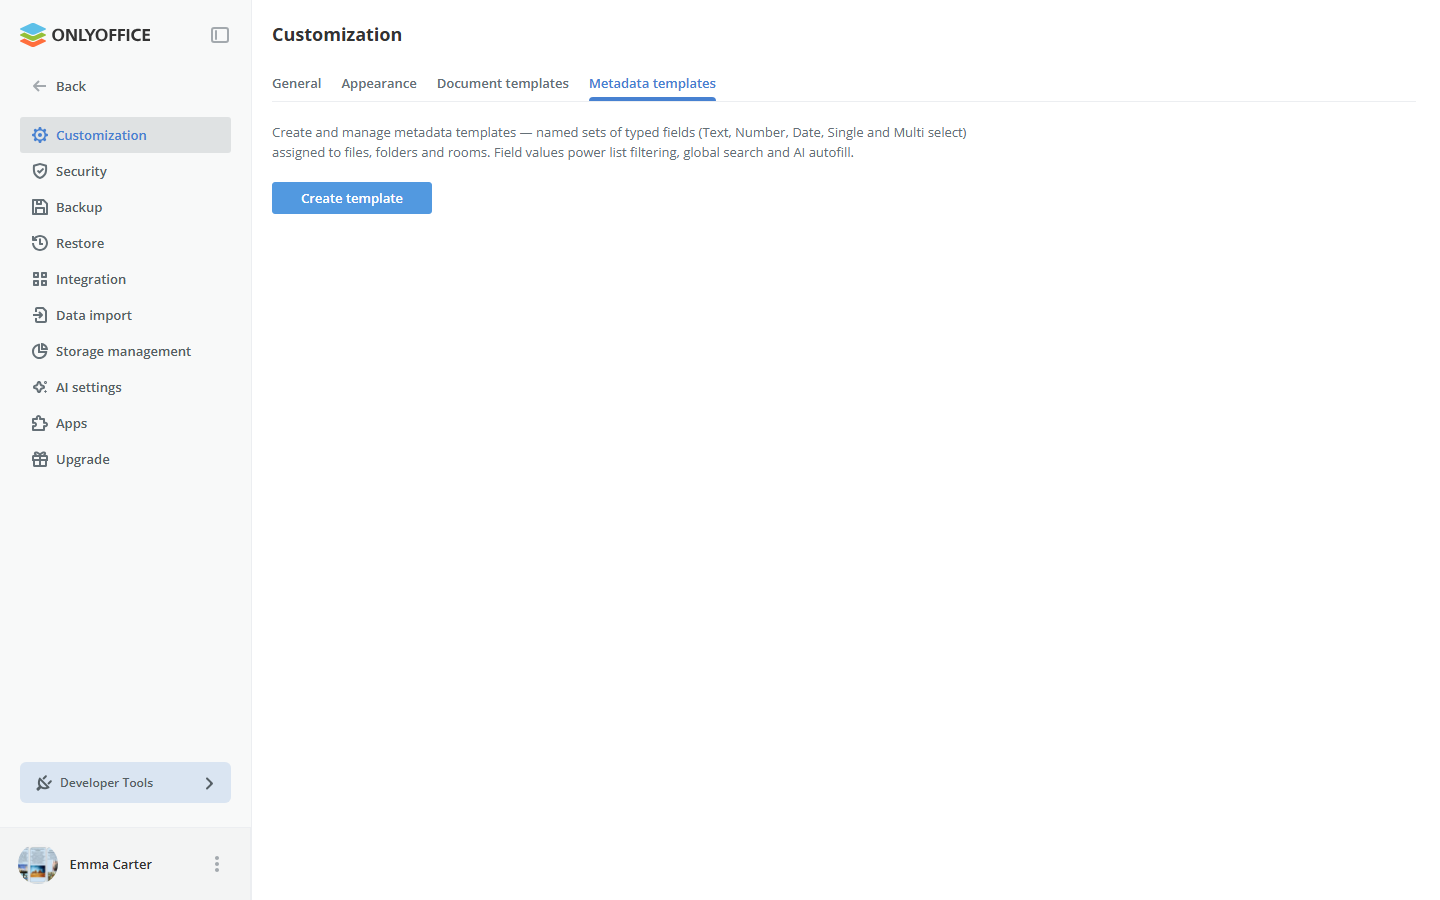 ONLYOFFICE
Back
Customization
Security
Backup
Restore
Integration
Data import
Storage management
AI settings
Apps
Upgrade
Developer Tools
Emma Carter
Customization
General Appearance Document templates Metadata templates
Create and manage metadata templates — named sets of typed fields (Text, Number, Date, Single and Multi select)
assigned to files, folders and rooms. Field values power list filtering, global search and AI autofill.
Create template